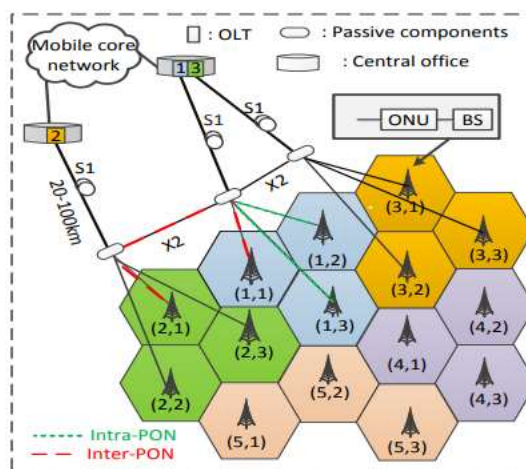 : OLT
: Passive components
: Central office
Mobile core
network
1 3
2
S1
S1
S1
20-100km
X2
X2
ONU
BS
(3,1)
(1,2)
(3,3)
(1,1)
(3,2)
(2,1)
(1,3)
(4,2)
(2,3)
(4,1)
(2,2)
(5,2)
(4,3)
(5,1)
(5,3)
Intra-PON
Inter-PON